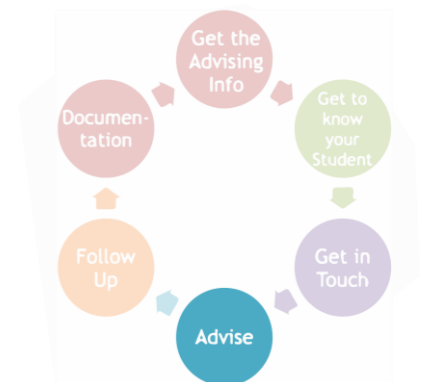 Get the
Advising
Info
Get to
know
your
Student
Get in
Touch
Advise
Follow
Up
Documen-
tation